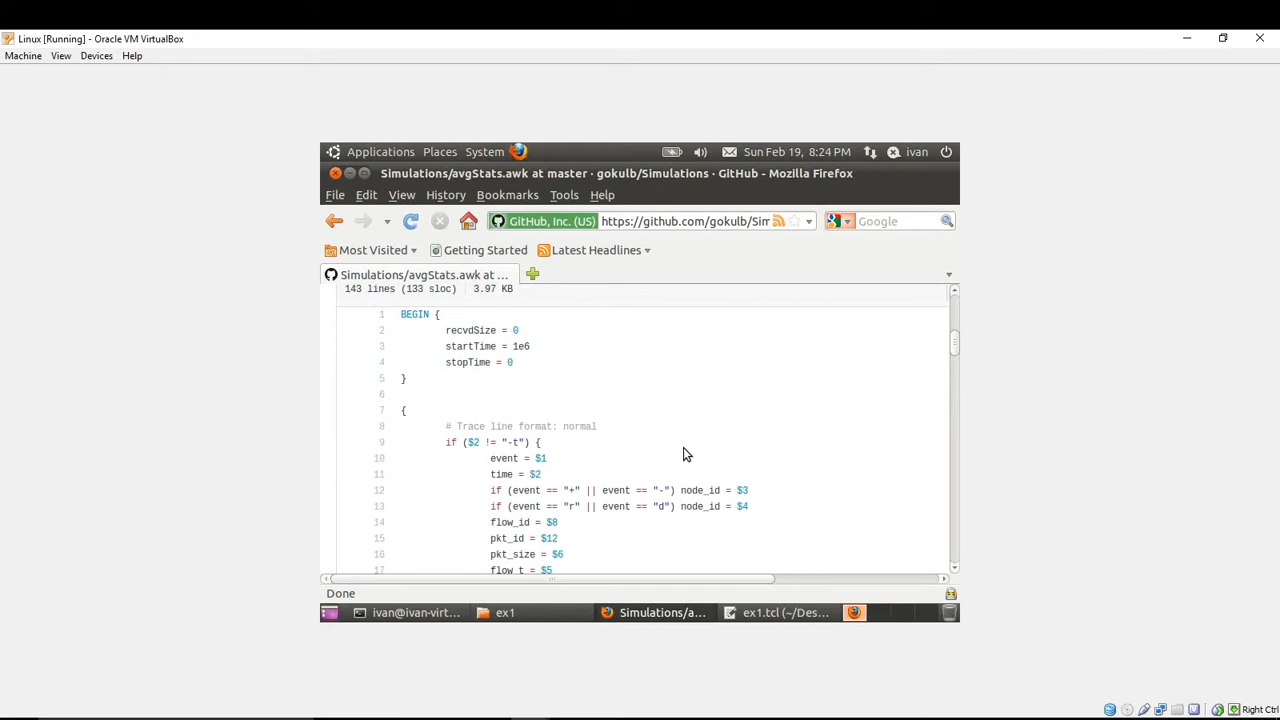 Linux [Running] - Oracle VM VirtualBox
Machine View Devices Help
Applications Places System Sun Feb 19, 8:24 PM ivan
Simulations/avgStats.awk at master · gokulb/Simulations · GitHub - Mozilla Firefox
File Edit View History Bookmarks Tools Help
GitHub, Inc. (US) https://github.com/gokulb/Sim Google
Most Visited Getting Started Latest Headlines
Simulations/avgStats.awk at ...
143 lines (133 sloc) 3.97 KB
1 BEGIN {
2 recvdSize = 0
3 startTime = 1e6
4 stopTime = 0
5 }
6
7 {
8 # Trace line format: normal
9 if ($2 != "-t") {
10 event = $1
11 time = $2
12 if (event == "+" || event == "-") node_id = $3
13 if (event == "r" || event == "d") node_id = $4
14 flow_id = $8
15 pkt_id = $12
16 pkt_size = $6
17 flow_t = $5
Done
ivan@ivan-virt... ex1 Simulations/a... ex1.tcl (~/Des...
Right Ctrl